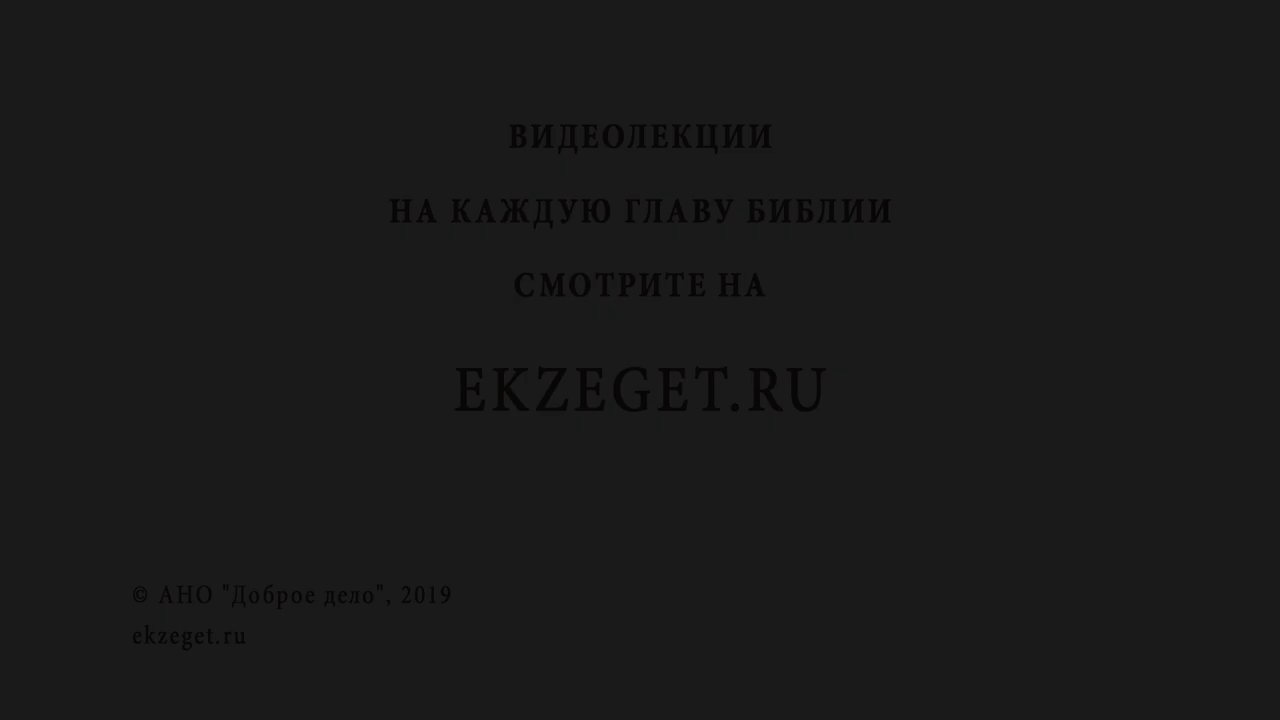 ВИДЕОЛЕКЦИИ
НА КАЖДУЮ ГЛАВУ БИБЛИИ
СМОТРИТЕ НА
EKZEGET.RU
© АНО "Доброе дело", 2019
ekzeget.ru